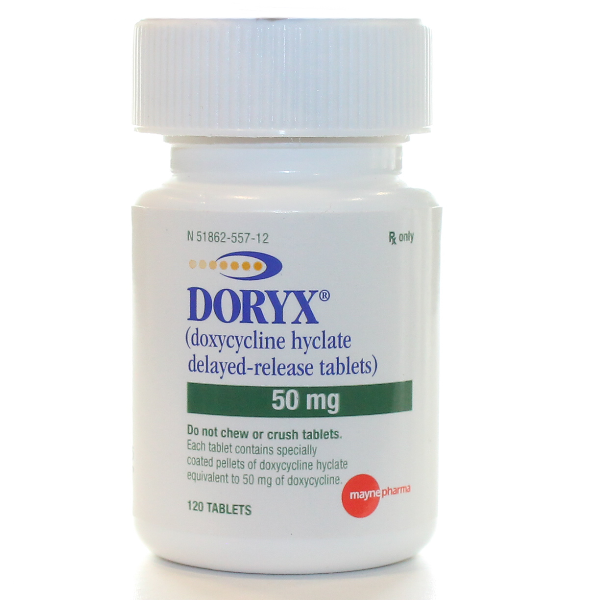 N 51862-557-12
℞ only
DORYX®
(doxycycline hyclate
delayed-release tablets)
50 mg
Do not chew or crush tablets.
Each tablet contains specially
coated pellets of doxycycline hyclate
equivalent to 50 mg of doxycycline.
mayne pharma
120 TABLETS